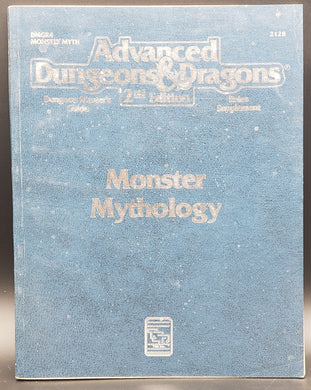 DMGR4
MONSTER MYTH
2128
Advanced
Dungeons & Dragons®
2nd Edition
Dungeon Master's
Guide
Rules
Supplement
Monster
Mythology
TSR